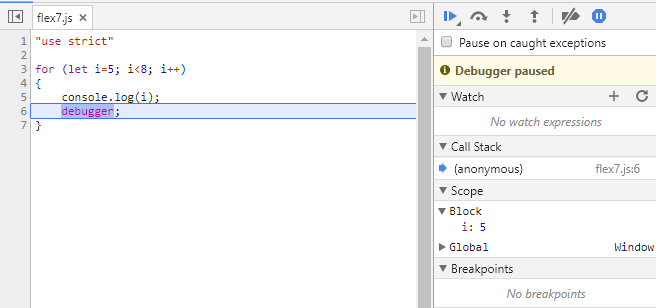 flex7.js ×
1 "use strict"
2
3 for (let i=5; i<8; i++)
4 {
5     console.log(i);
6     debugger;
7 }
Pause on caught exceptions
Debugger paused
Watch
No watch expressions
Call Stack
(anonymous) flex7.js:6
Scope
Block
i: 5
Global Window
Breakpoints
No breakpoints